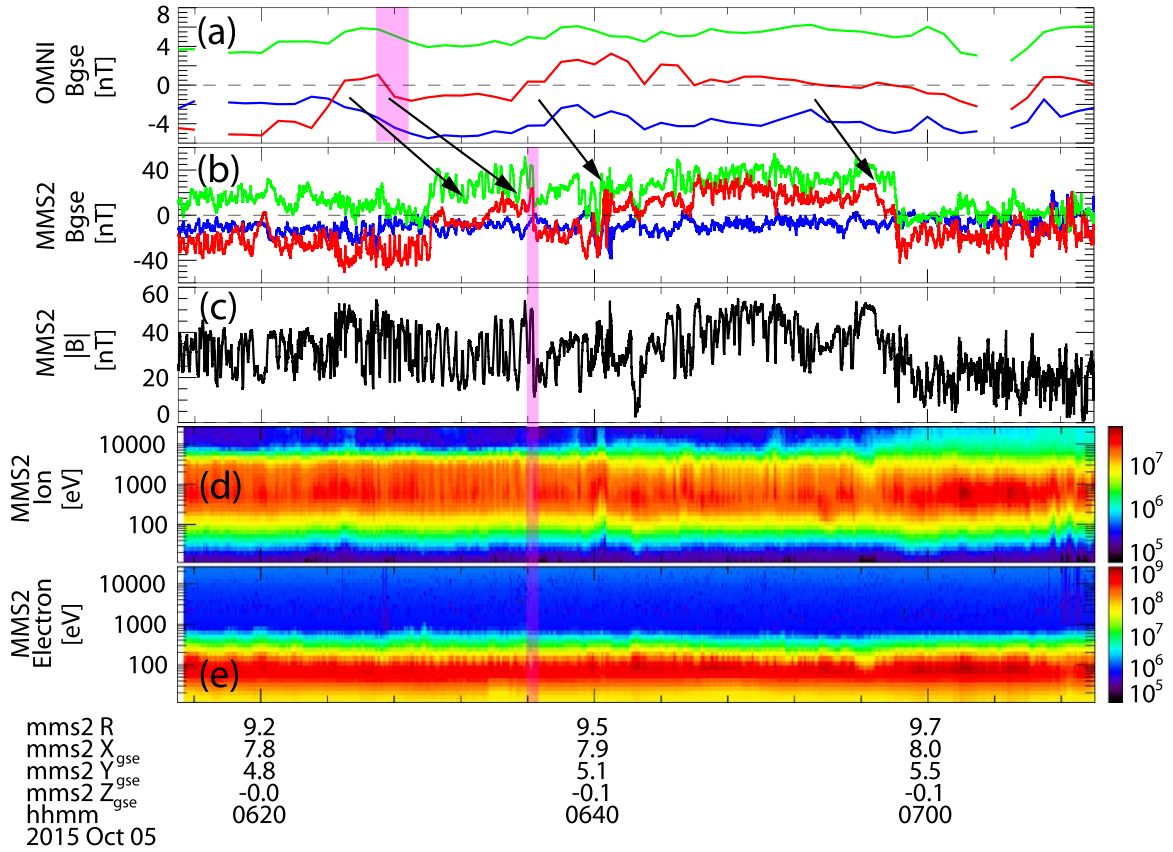 8
4
0
-4
OMNI
Bgse
[nT]
(a)
40
0
-40
MMS2
Bgse
[nT]
(b)
60
40
20
0
MMS2
|B|
[nT]
(c)
10000
1000
100
MMS2
Ion
[eV]
(d)
10^7
10^6
10^5
10000
1000
100
MMS2
Electron
[eV]
(e)
10^9
10^8
10^7
10^6
10^5
mms2 R 9.2 9.5 9.7
mms2 Xgse 7.8 7.9 8.0
mms2 Ygse 4.8 5.1 5.5
mms2 Zgse -0.0 -0.1 -0.1
hhmm 0620 0640 0700
2015 Oct 05